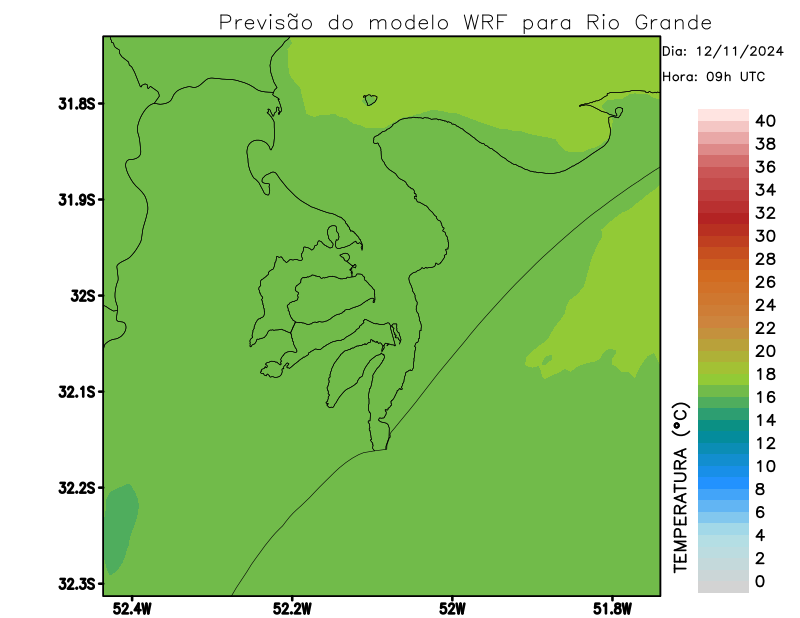 Previsão do modelo WRF para Rio Grande
Dia: 12/11/2024
Hora: 09h UTC
31.8S
31.9S
32S
32.1S
32.2S
32.3S
52.4W
52.2W
52W
51.8W
TEMPERATURA (°C)
40
38
36
34
32
30
28
26
24
22
20
18
16
14
12
10
8
6
4
2
0